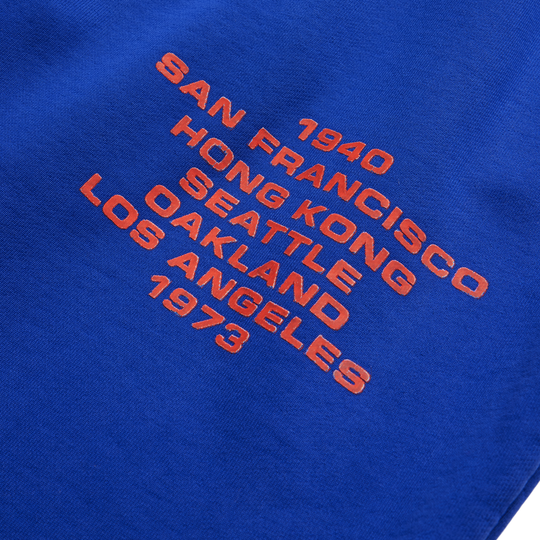 1940
SAN FRANCISCO
HONG KONG
SEATTLE
OAKLAND
LOS ANGELES
1973